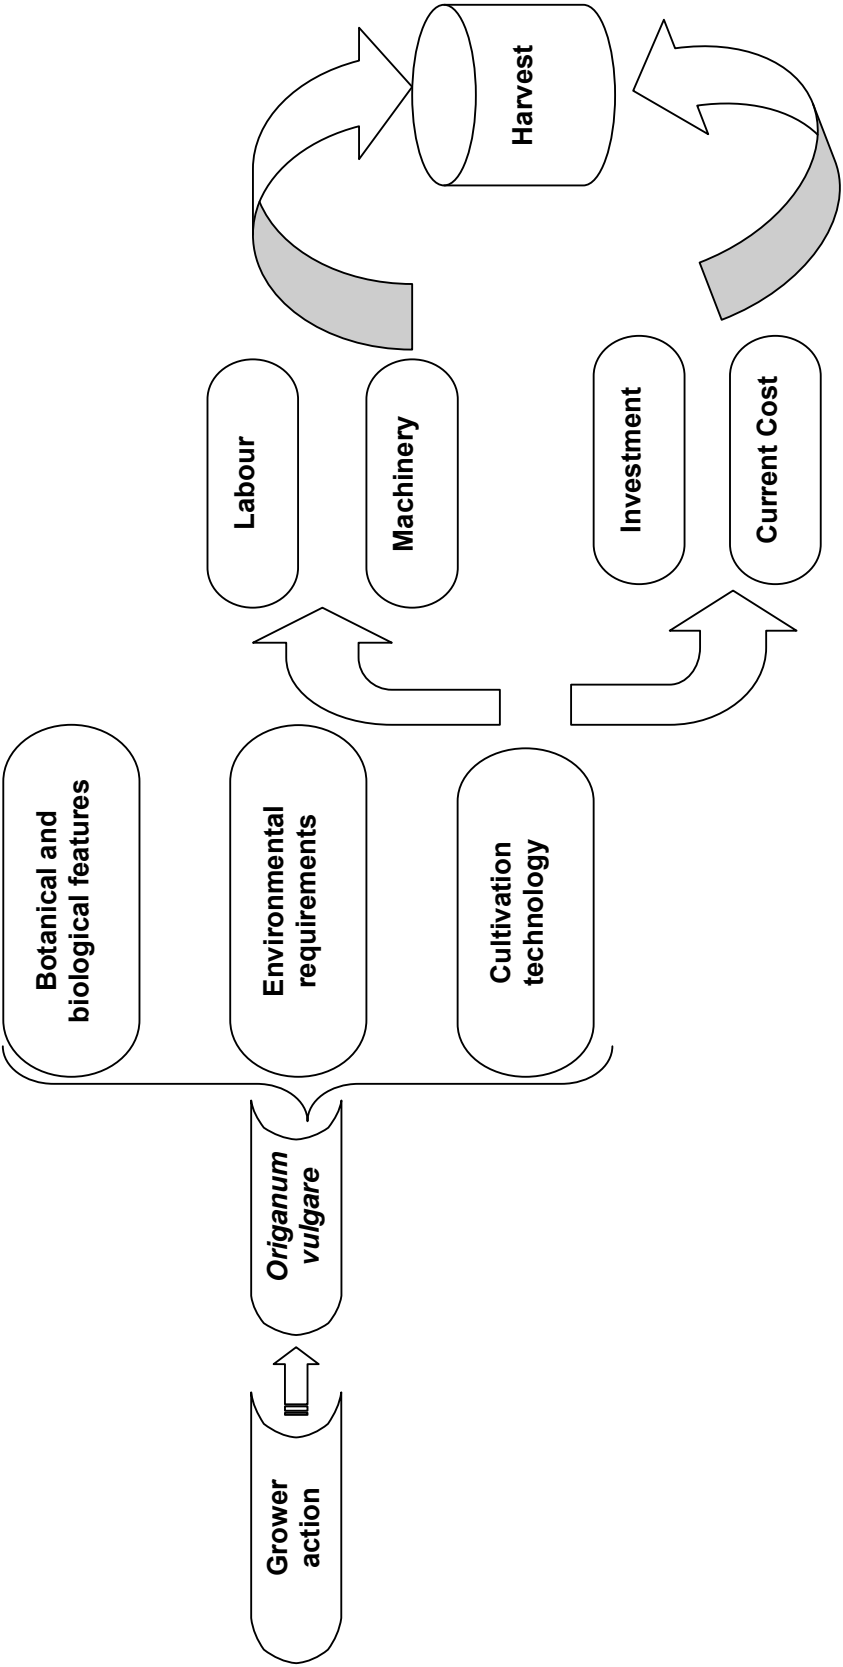 Grower
action
Origanum
vulgare
Botanical and
biological features
Environmental
requirements
Cultivation
technology
Labour
Machinery
Investment
Current Cost
Harvest